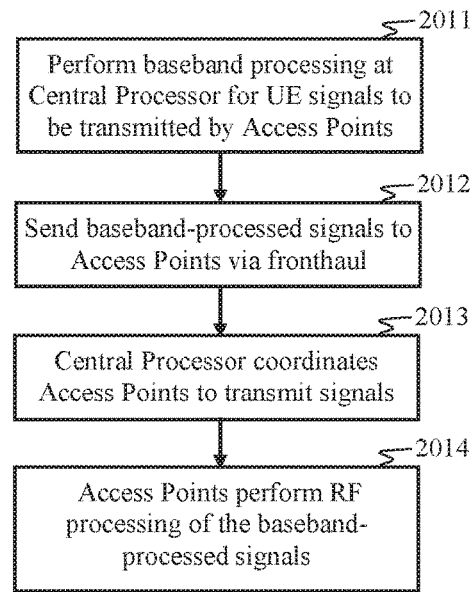 2011
Perform baseband processing at
Central Processor for UE signals to
be transmitted by Access Points
2012
Send baseband-processed signals to
Access Points via fronthaul
2013
Central Processor coordinates
Access Points to transmit signals
2014
Access Points perform RF
processing of the baseband-
processed signals